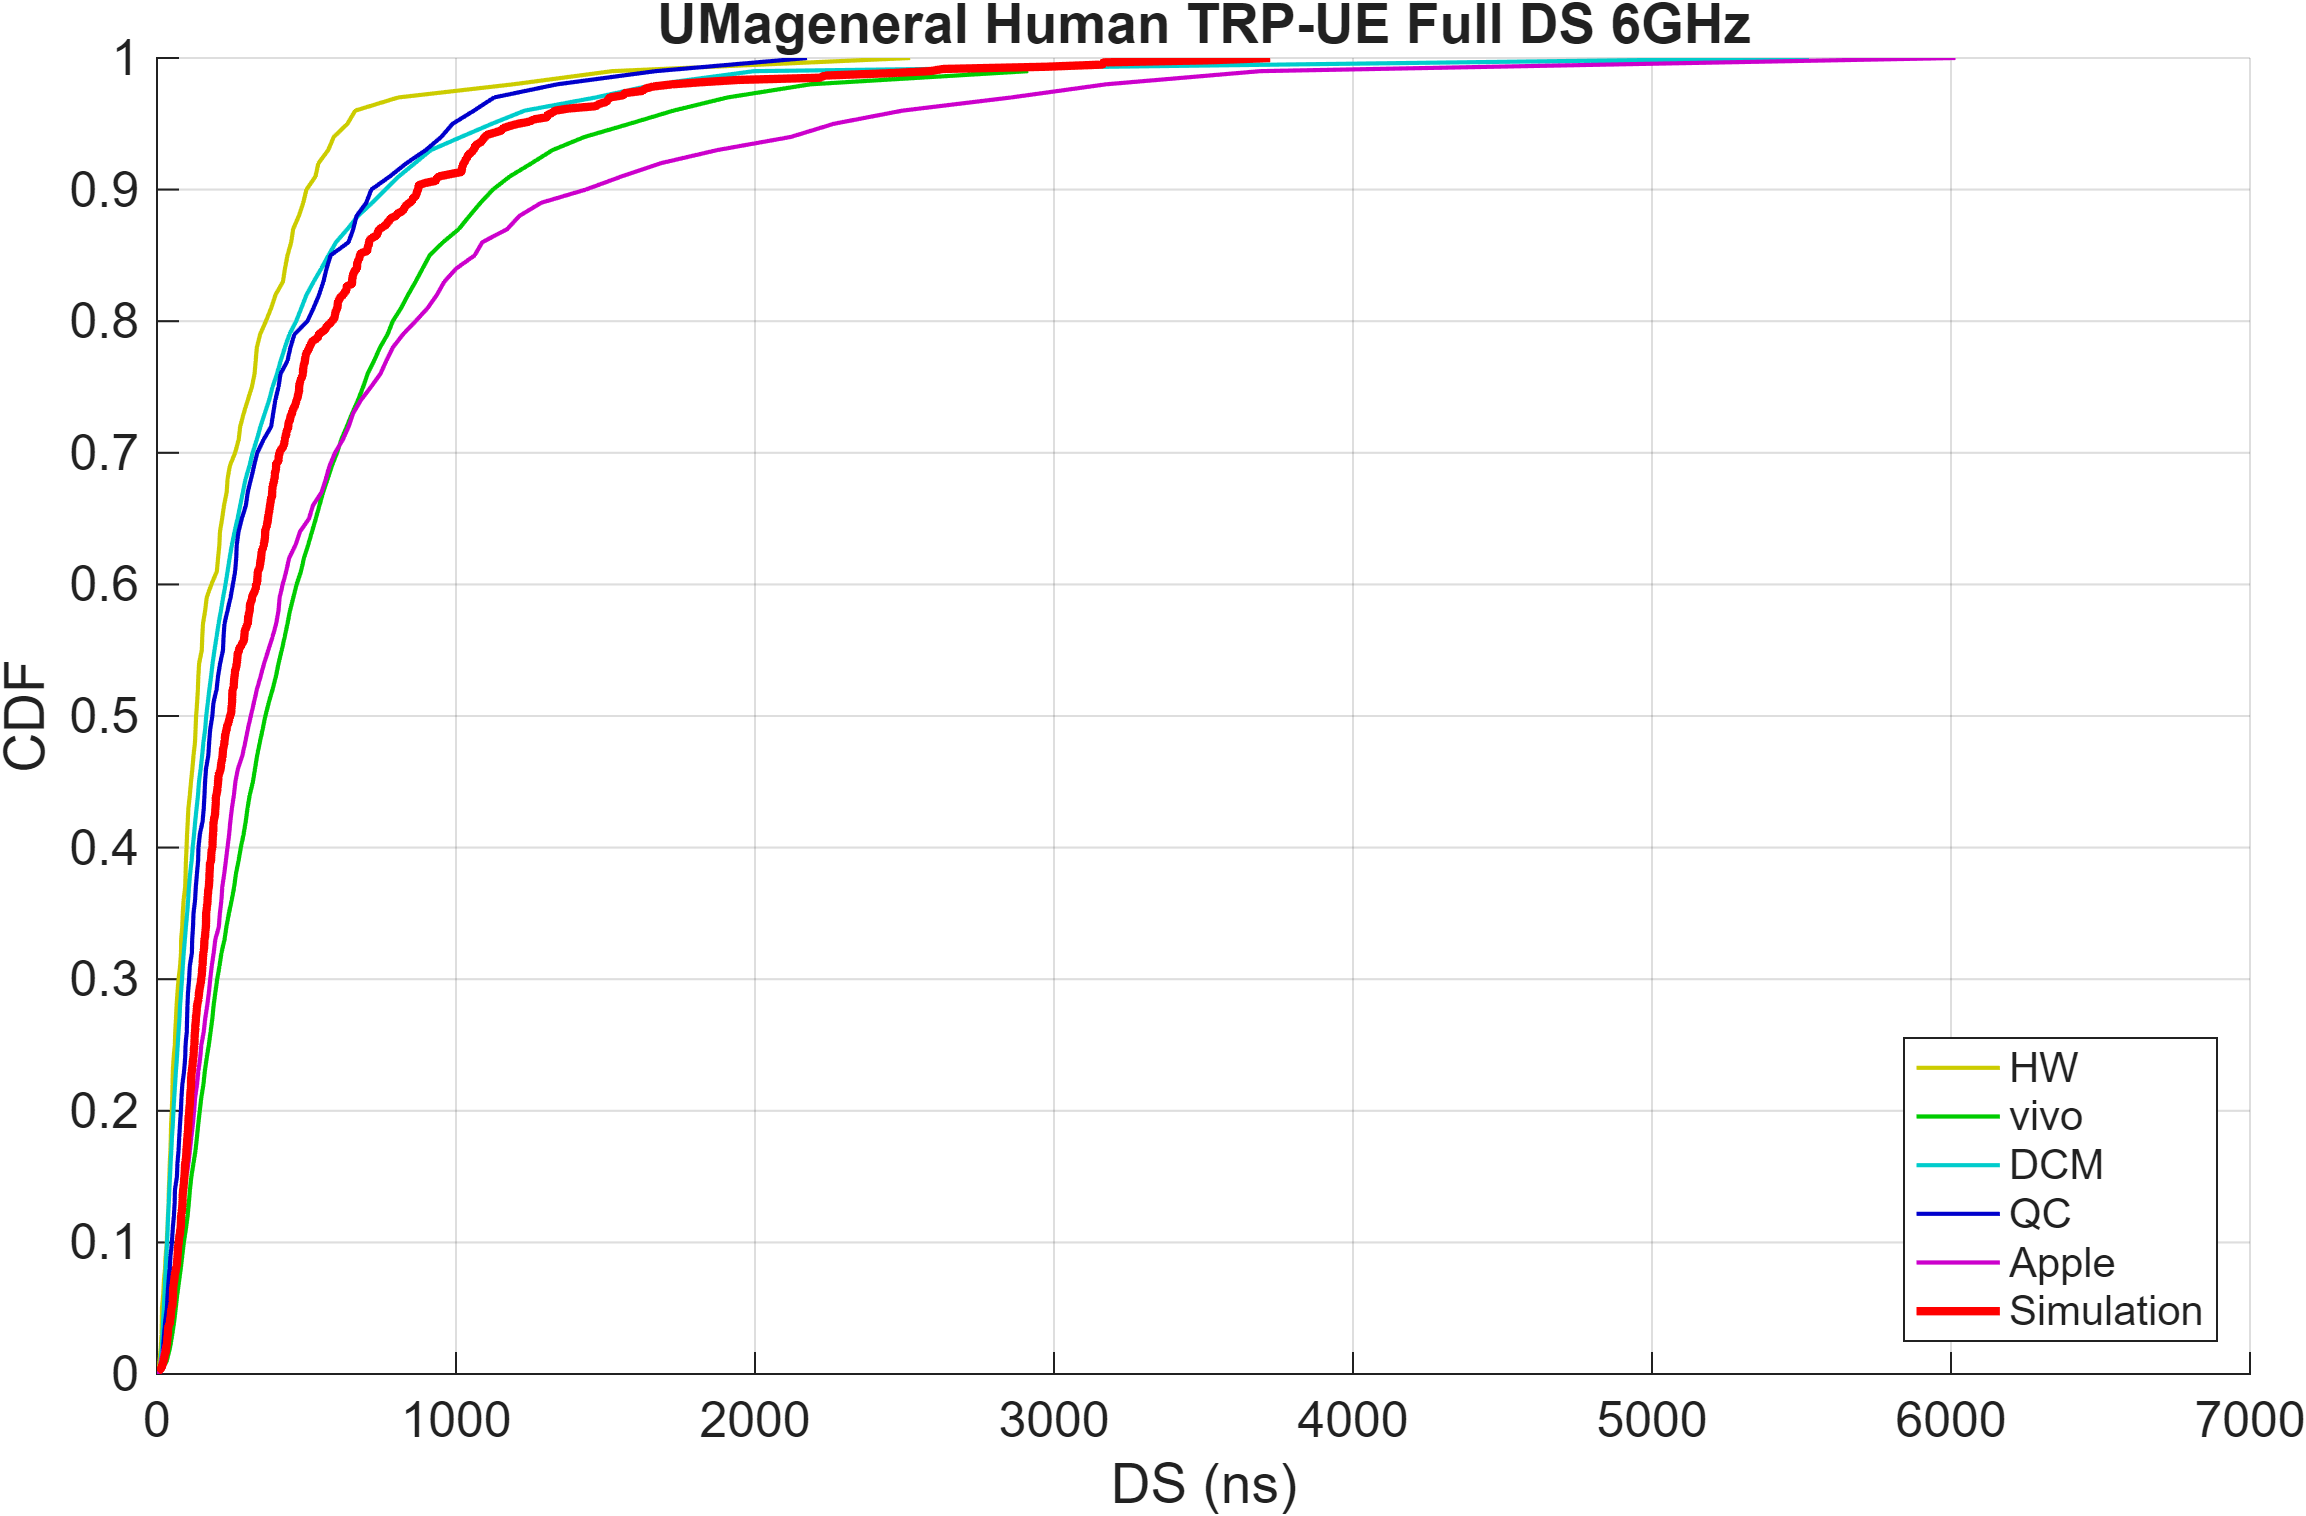 UMageneral Human TRP-UE Full DS 6GHz
1
0.9
0.8
0.7
0.6
0.5
0.4
0.3
0.2
0.1
0
CDF
0 1000 2000 3000 4000 5000 6000 7000
DS (ns)
HW
vivo
DCM
QC
Apple
Simulation